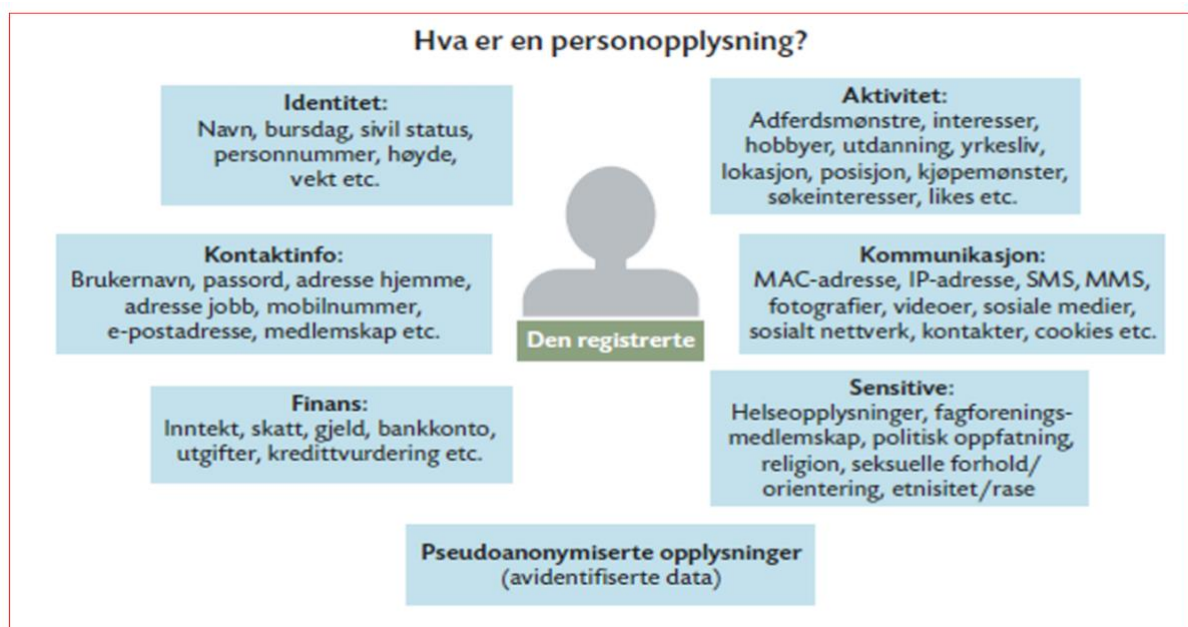 Hva er en personopplysning?
Identitet:
Navn, bursdag, sivil status,
personnummer, høyde,
vekt etc.
Aktivitet:
Adferdsmønstre, interesser,
hobbyer, utdanning, yrkesliv,
lokasjon, posisjon, kjøpemønster,
søkeinteresser, likes etc.
Kontaktinfo:
Brukernavn, passord, adresse hjemme,
adresse jobb, mobilnummer,
e-postadresse, medlemskap etc.
Kommunikasjon:
MAC-adresse, IP-adresse, SMS, MMS,
fotografier, videoer, sosiale medier,
sosialt nettverk, kontakter, cookies etc.
Den registrerte
Finans:
Inntekt, skatt, gjeld, bankkonto,
utgifter, kredittvurdering etc.
Sensitive:
Helseopplysninger, fagforenings-
medlemskap, politisk oppfatning,
religion, seksuelle forhold/
orientering, etnisitet/rase
Pseudoanonymiserte opplysninger
(avidentifiserte data)